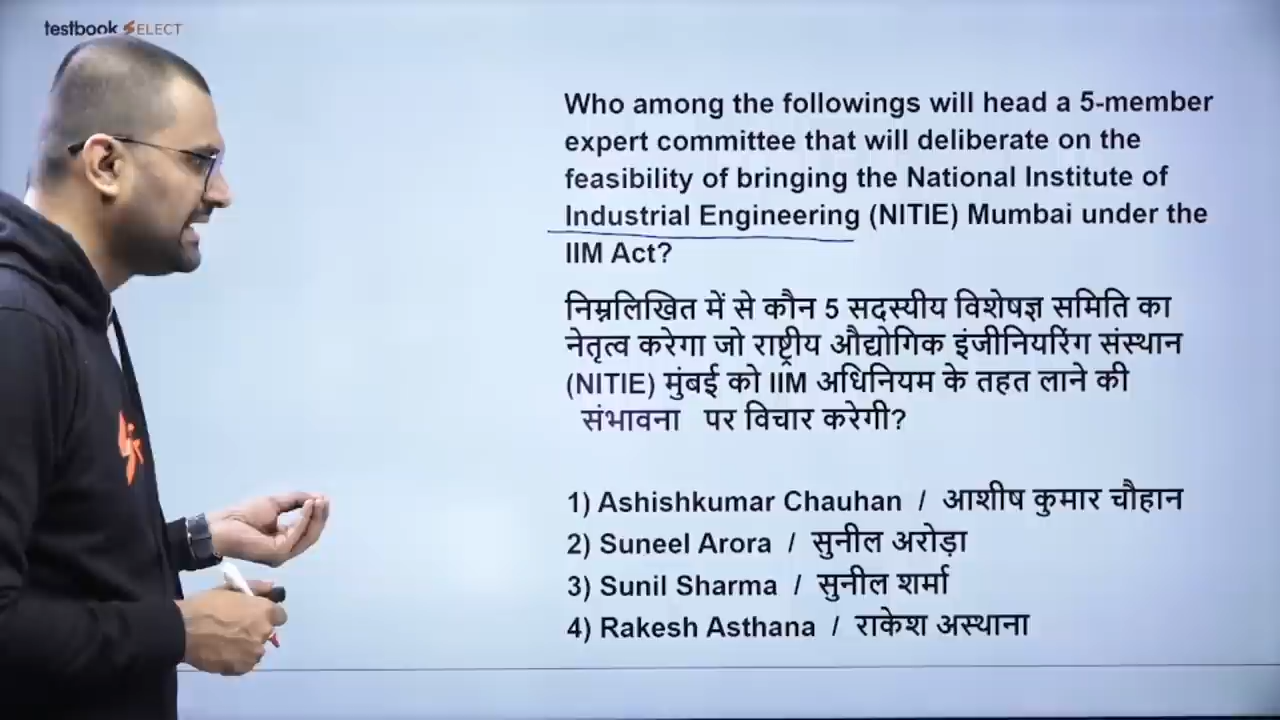 testbook SELECT
Who among the followings will head a 5-member
expert committee that will deliberate on the
feasibility of bringing the National Institute of
Industrial Engineering (NITIE) Mumbai under the
IIM Act?
निम्नलिखित में से कौन 5 सदस्यीय विशेषज्ञ समिति का
नेतृत्व करेगा जो राष्ट्रीय औद्योगिक इंजीनियरिंग संस्थान
(NITIE) मुंबई को IIM अधिनियम के तहत लाने की
संभावना पर विचार करेगी?
1) Ashishkumar Chauhan / आशीष कुमार चौहान
2) Suneel Arora / सुनील अरोड़ा
3) Sunil Sharma / सुनील शर्मा
4) Rakesh Asthana / राकेश अस्थाना